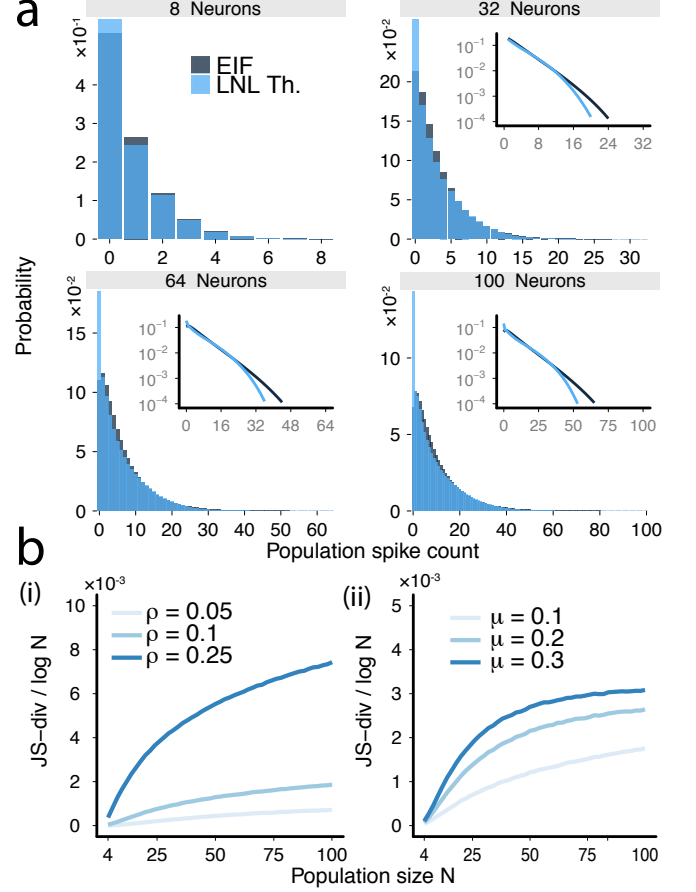 a
8 Neurons
×10⁻¹
4
3
2
1
0
0 2 4 6 8
EIF
LNL Th.
32 Neurons
×10⁻²
20
15
10
5
0
0 5 10 15 20 25 30
10⁻¹
10⁻²
10⁻³
10⁻⁴
0 8 16 24 32
Probability
64 Neurons
×10⁻²
15
10
5
0
0 10 20 30 40 50 60
10⁻¹
10⁻²
10⁻³
10⁻⁴
0 16 32 48 64
100 Neurons
×10⁻²
10
5
0
0 20 40 60 80 100
10⁻¹
10⁻²
10⁻³
10⁻⁴
0 25 50 75 100
Population spike count
b
(i)
×10⁻³
10
8
6
4
2
0
JS−div / log N
ρ = 0.05
ρ = 0.1
ρ = 0.25
4 25 50 75 100
(ii)
×10⁻³
5
4
3
2
1
0
JS−div / log N
μ = 0.1
μ = 0.2
μ = 0.3
4 25 50 75 100
Population size N